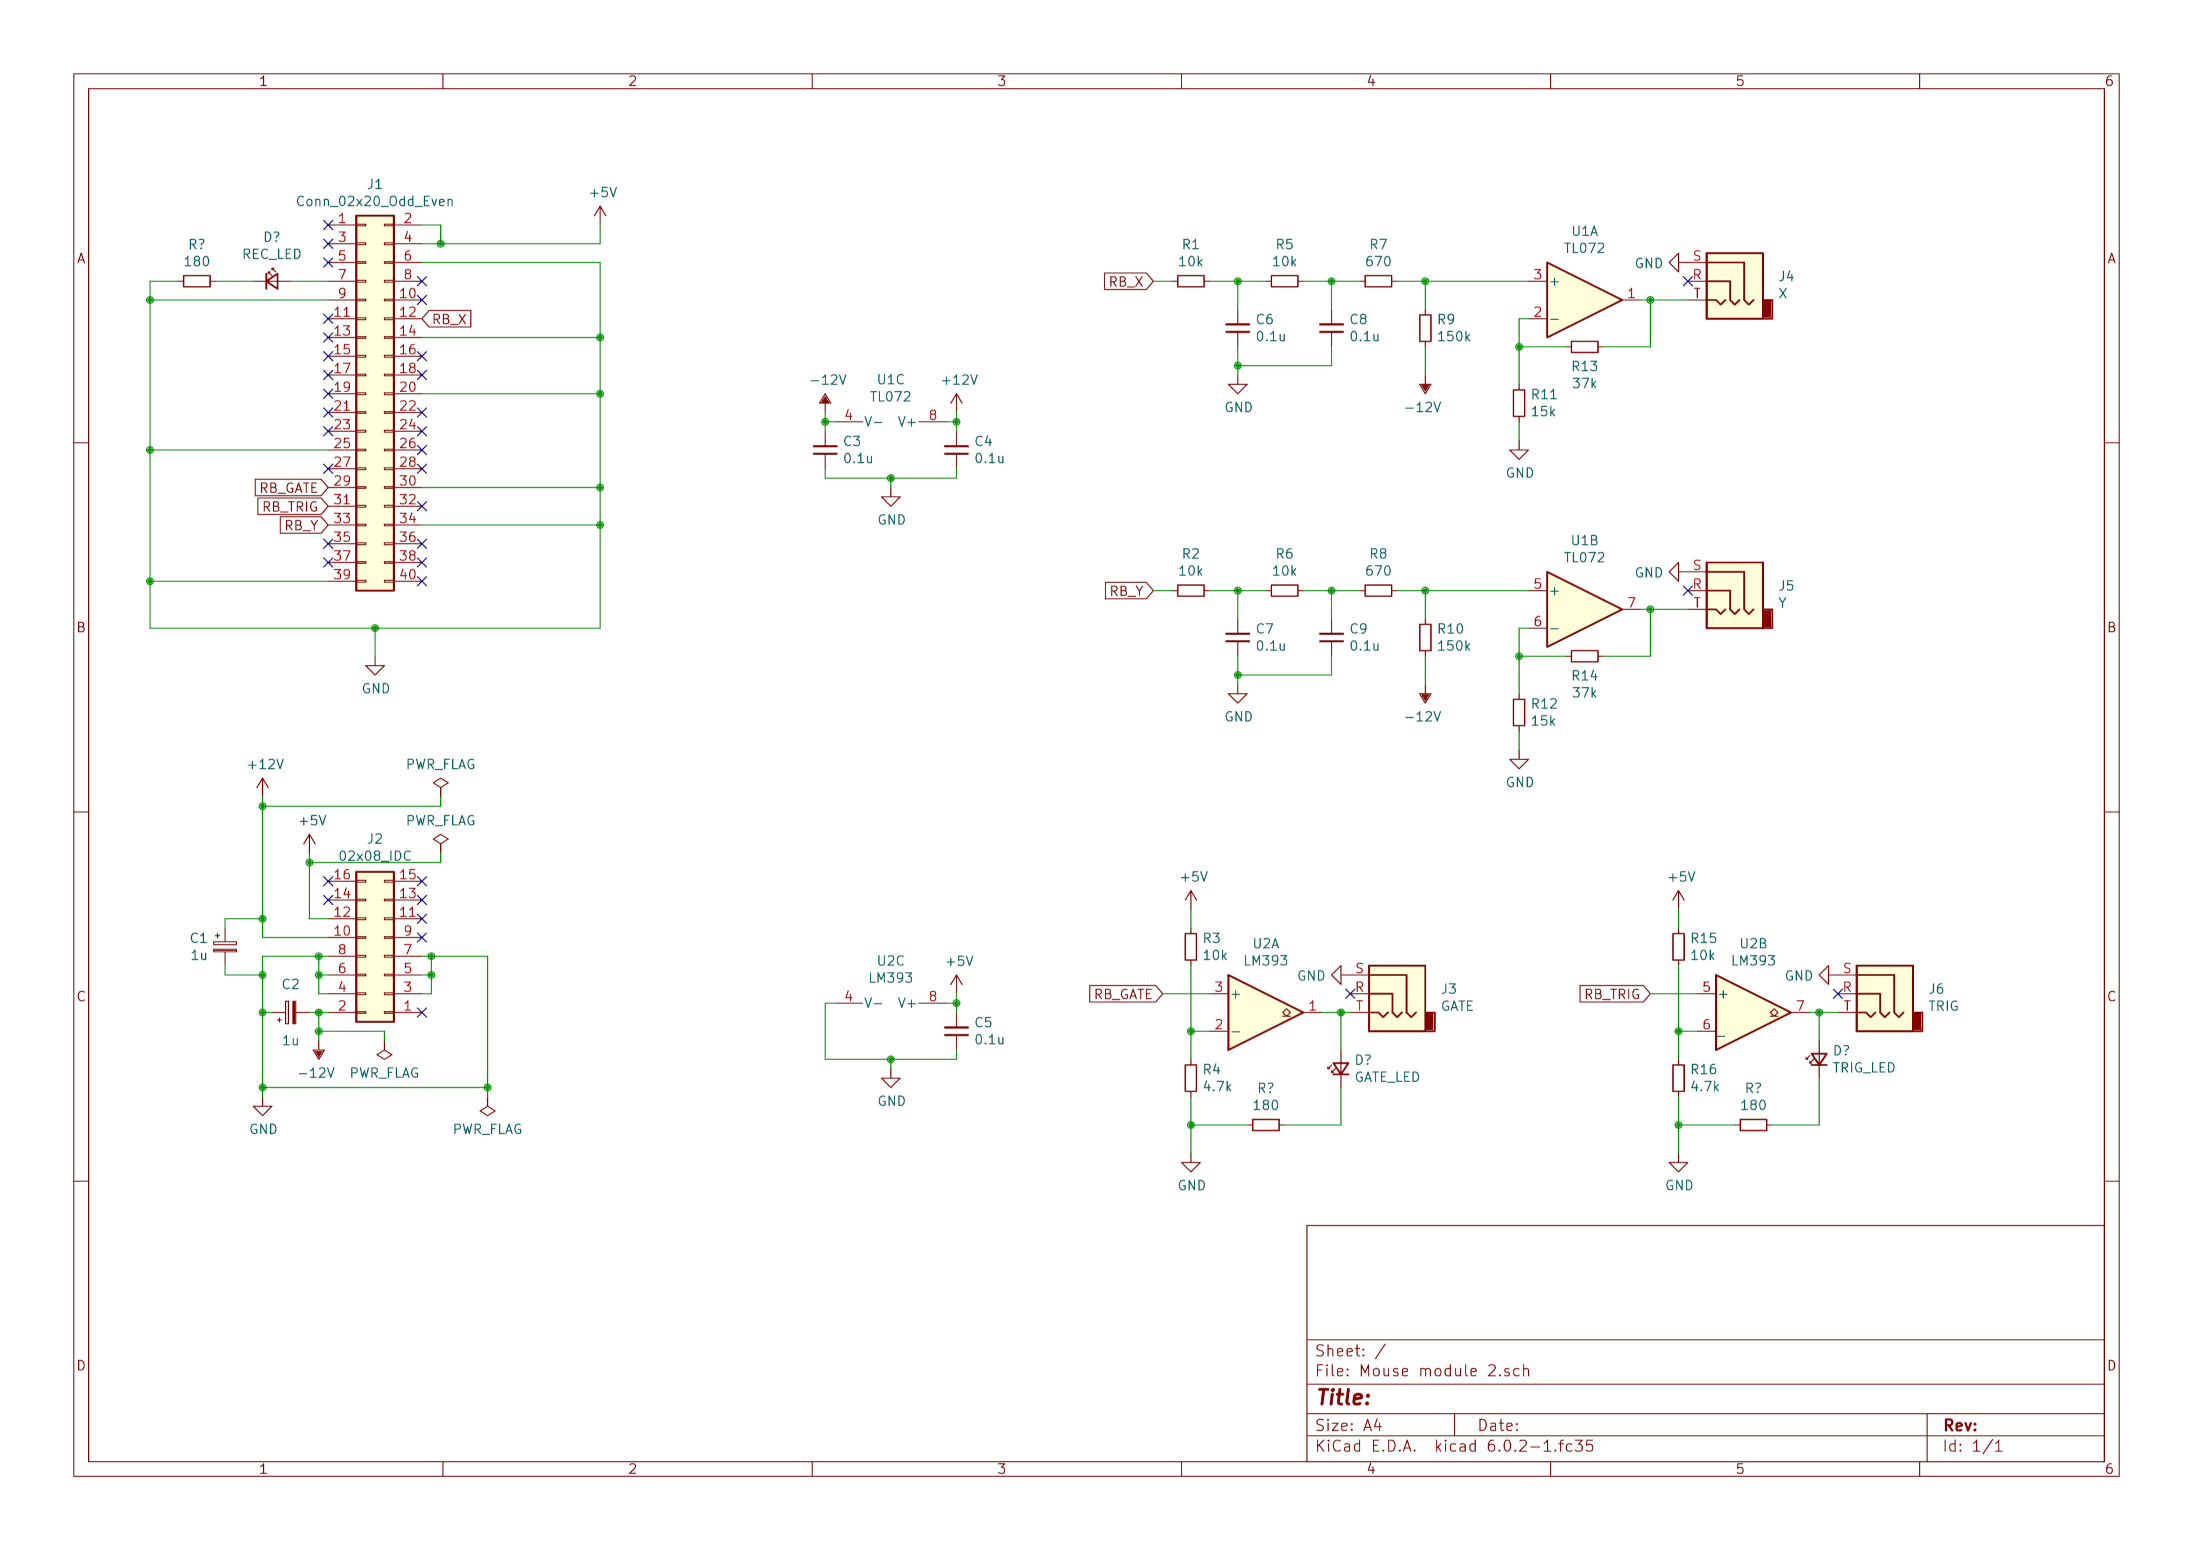 1 2 3 4 5 6
A
B
C
D
J1
Conn_02x20_Odd_Even
+5V
R?
180
D?
REC_LED
1 2
3 4
5 6
7 8
9 10
11 12 RB_X
13 14
15 16
17 18
19 20
21 22
23 24
25 26
27 28
RB_GATE 29 30
RB_TRIG 31 32
RB_Y 33 34
35 36
37 38
39 40
GND
+12V
PWR_FLAG
+5V
PWR_FLAG
J2
02x08_IDC
16 15
14 13
12 11
10 9
8 7
6 5
4 3
2 1
C1
1u
+
C2
1u
+
-12V
PWR_FLAG
GND
PWR_FLAG
-12V
U1C
TL072
+12V
4 V- V+ 8
C3
0.1u
C4
0.1u
GND
U2C
LM393
+5V
4 V- V+ 8
C5
0.1u
GND
RB_X
R1
10k
R5
10k
R7
670
C6
0.1u
C8
0.1u
GND
R9
150k
-12V
U1A
TL072
3 +
2 -
1
R13
37k
R11
15k
GND
GND
S
R
T
J4
X
RB_Y
R2
10k
R6
10k
R8
670
C7
0.1u
C9
0.1u
GND
R10
150k
-12V
U1B
TL072
5 +
6 -
7
R14
37k
R12
15k
GND
GND
S
R
T
J5
Y
+5V
R3
10k
RB_GATE
U2A
LM393
3 +
2 -
1
GND
S
R
T
J3
GATE
R4
4.7k
D?
GATE_LED
R?
180
GND
+5V
R15
10k
RB_TRIG
U2B
LM393
5 +
6 -
7
GND
S
R
T
J6
TRIG
R16
4.7k
D?
TRIG_LED
R?
180
GND
Sheet: /
File: Mouse module 2.sch
Title:
Size: A4 Date: Rev:
KiCad E.D.A. kicad 6.0.2-1.fc35 Id: 1/1
A
B
C
D
1 2 3 4 5 6